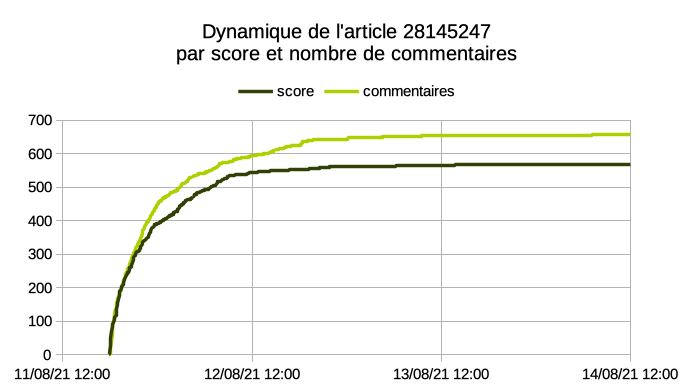 Dynamique de l'article 28145247
par score et nombre de commentaires
score commentaires
700
600
500
400
300
200
100
0
11/08/21 12:00 12/08/21 12:00 13/08/21 12:00 14/08/21 12:00